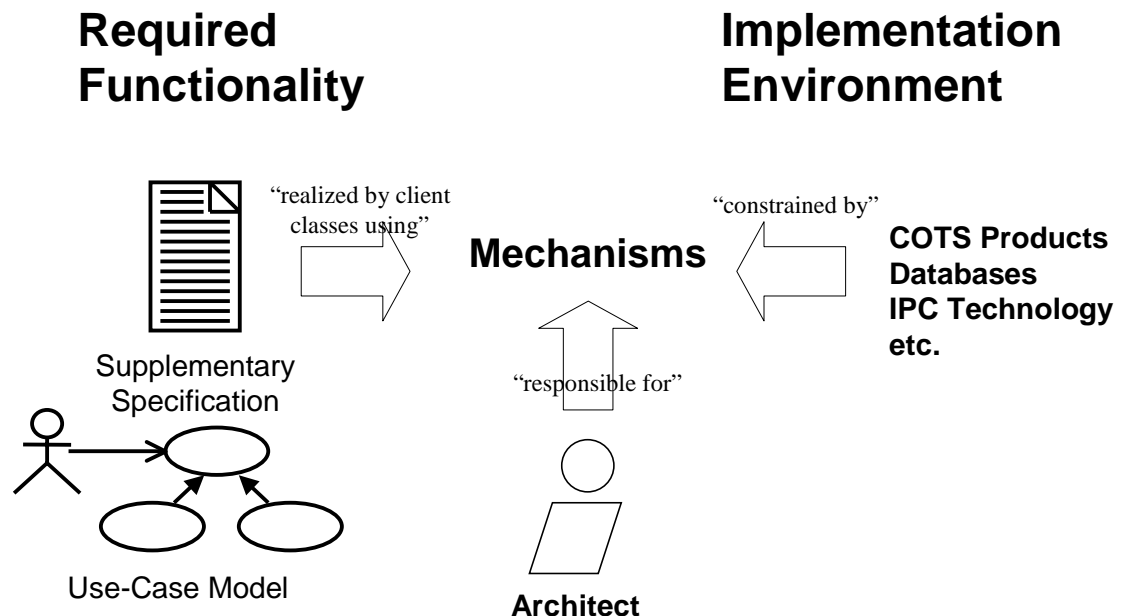 Required
Functionality
Implementation
Environment
“realized by client
classes using”
“constrained by”
Mechanisms
COTS Products
Databases
IPC Technology
etc.
Supplementary
Specification
“responsible for”
Use-Case Model
Architect